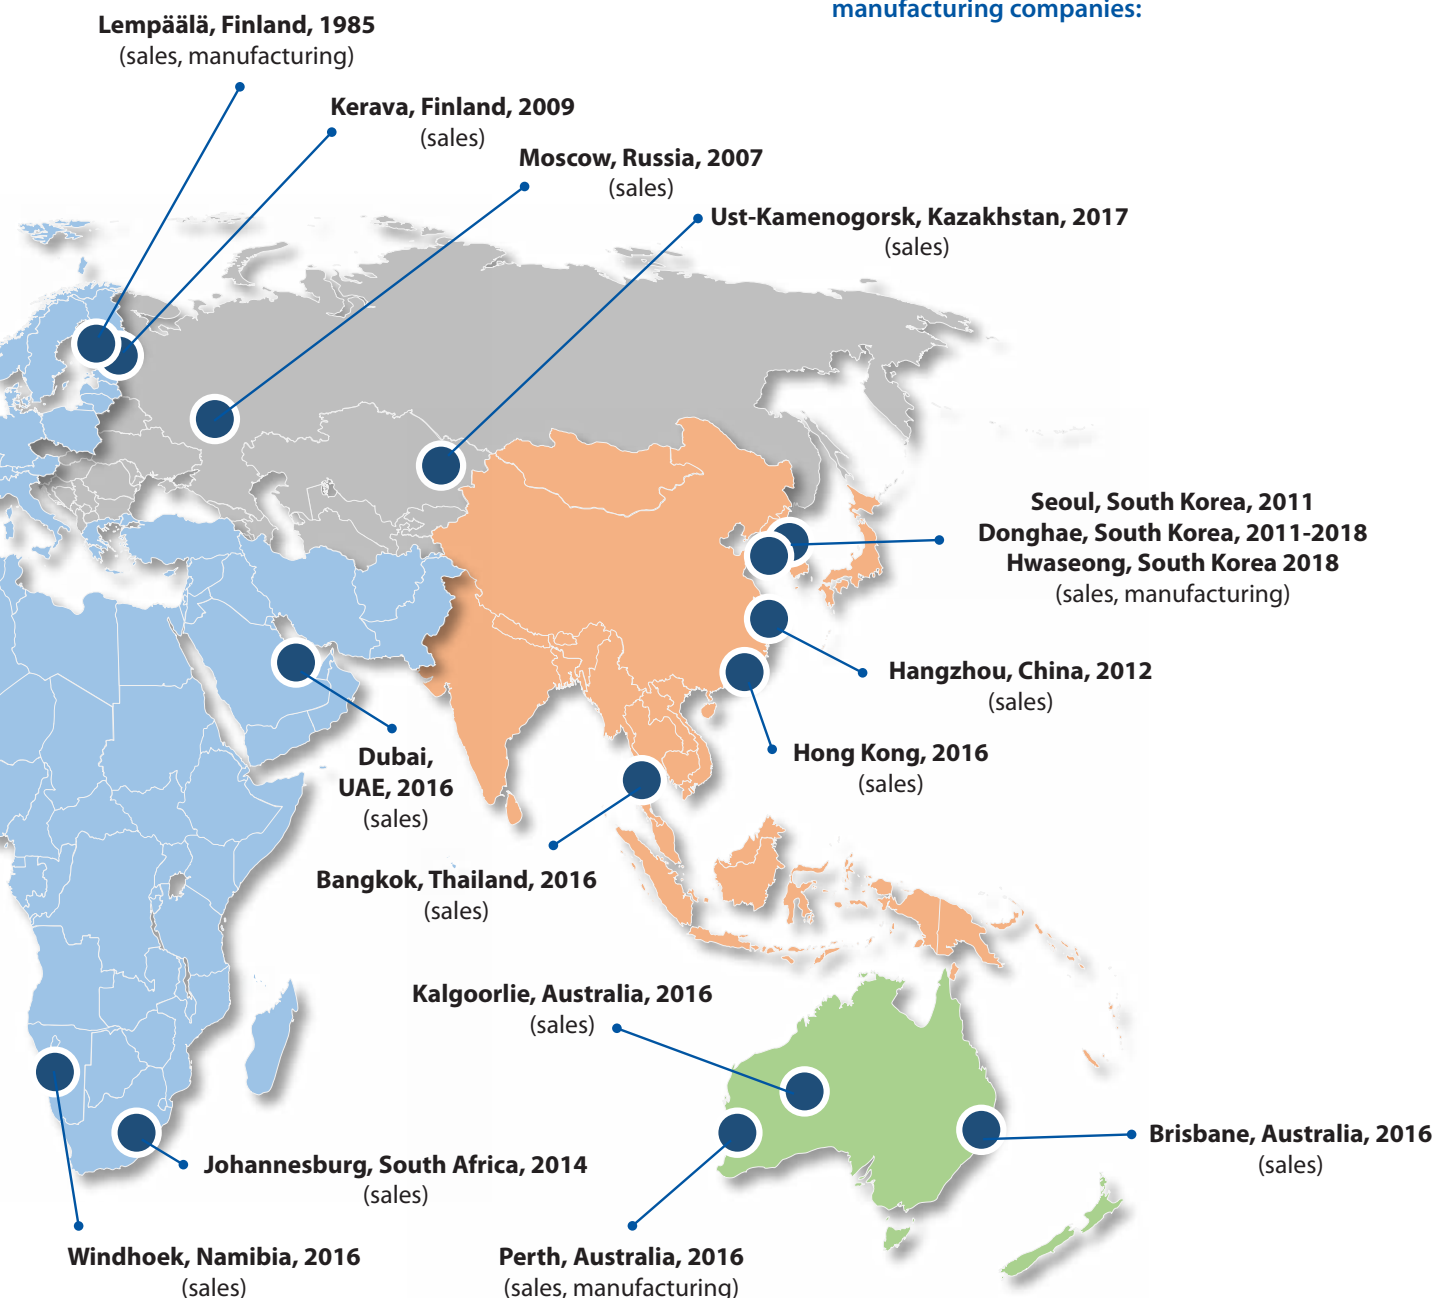 manufacturing companies:
Lempäälä, Finland, 1985
(sales, manufacturing)
Kerava, Finland, 2009
(sales)
Moscow, Russia, 2007
(sales)
Ust-Kamenogorsk, Kazakhstan, 2017
(sales)
Seoul, South Korea, 2011
Donghae, South Korea, 2011-2018
Hwaseong, South Korea 2018
(sales, manufacturing)
Hangzhou, China, 2012
(sales)
Hong Kong, 2016
(sales)
Dubai,
UAE, 2016
(sales)
Bangkok, Thailand, 2016
(sales)
Kalgoorlie, Australia, 2016
(sales)
Brisbane, Australia, 2016
(sales)
Johannesburg, South Africa, 2014
(sales)
Windhoek, Namibia, 2016
(sales)
Perth, Australia, 2016
(sales, manufacturing)